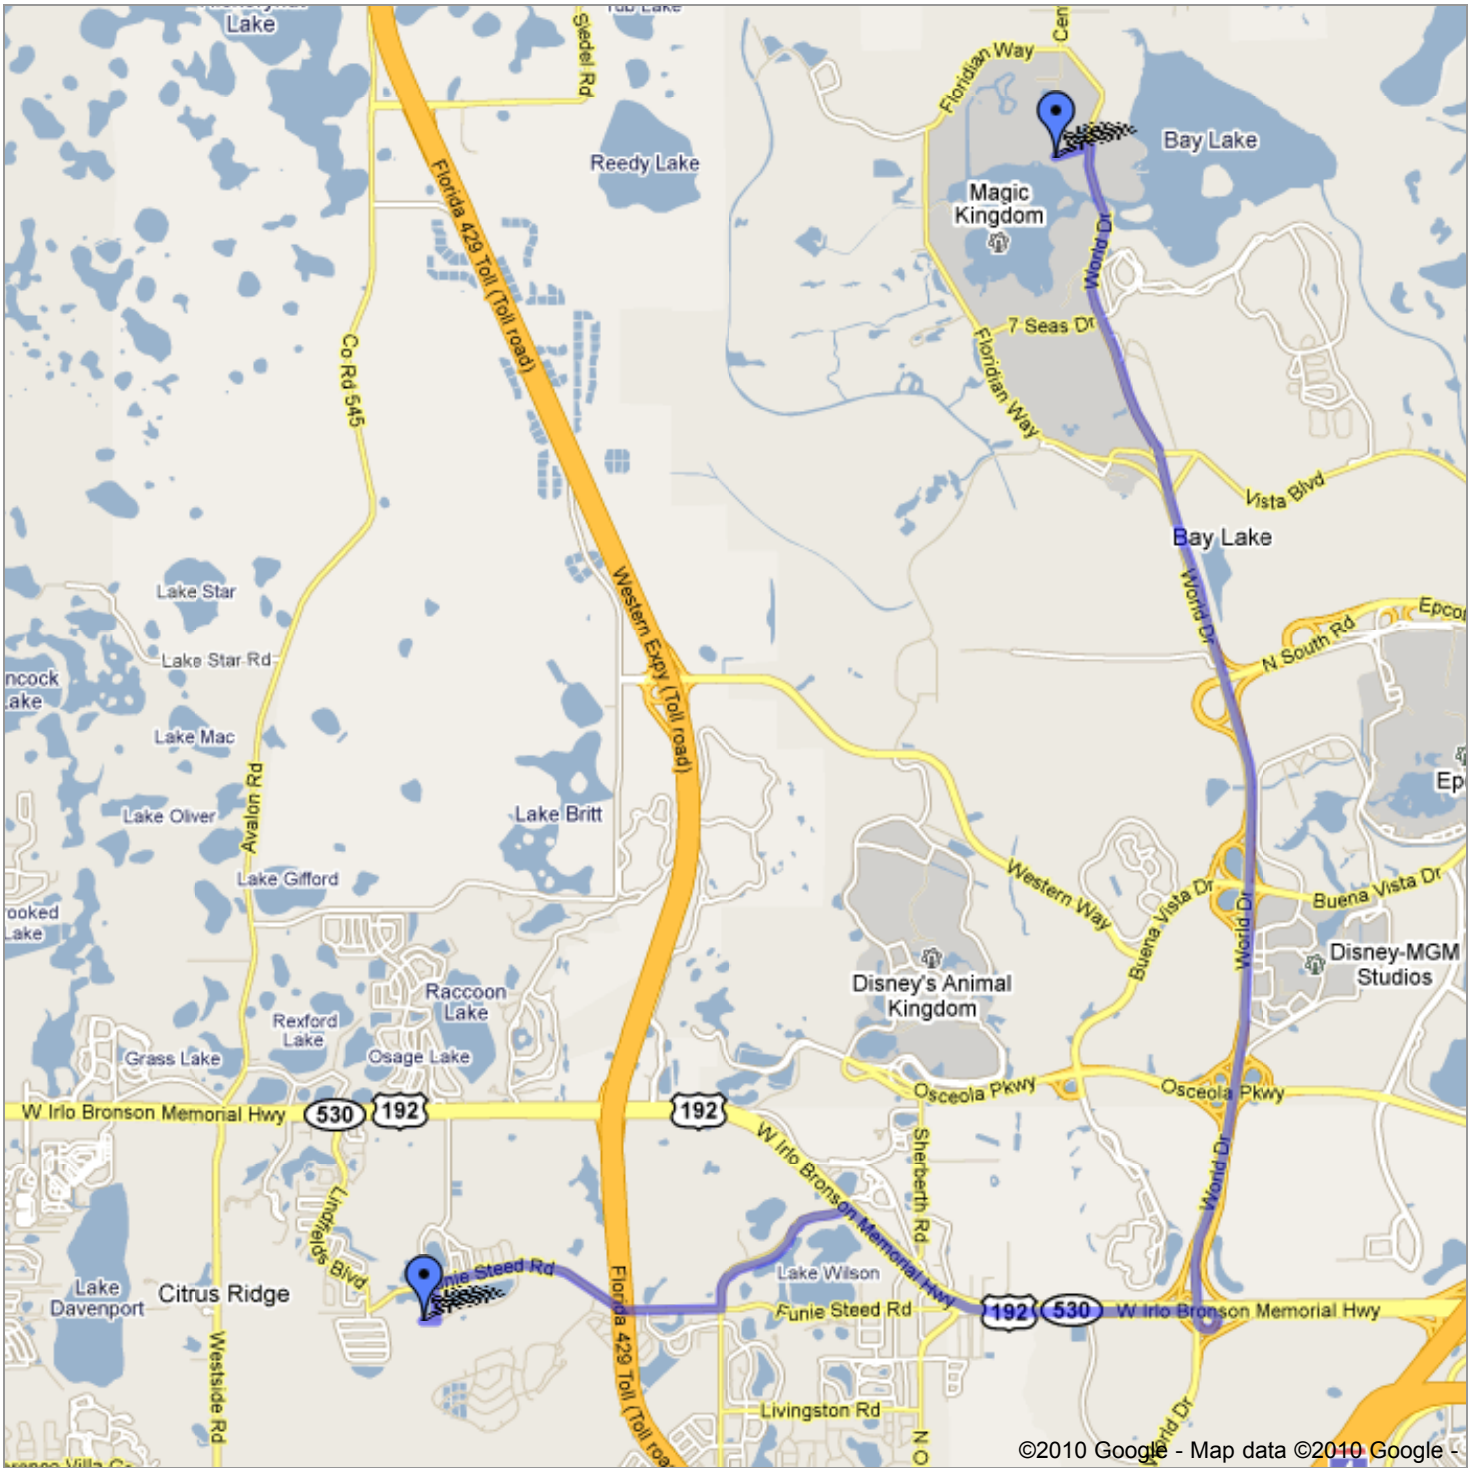 Lake
Tub Lake
Siedel Rd
Floridian Way
Reedy Lake
Bay Lake
Florida 429 Toll (Toll road)
Magic
Kingdom
World Dr
Co Rd 545
7 Seas Dr
Floridian Way
Vista Blvd
Bay Lake
Lake Star
Western Expy (Toll road)
World Dr
N South Rd
Lake Star Rd
Lake Mac
Avalon Rd
Lake Oliver
Lake Britt
Lake Gifford
Lake
Western Way
Buena Vista Dr
Buena Vista Dr
World Dr
Disney-MGM
Studios
Disney's Animal
Kingdom
Raccoon
Lake
Rexford
Lake
Grass Lake
Osage Lake
Osceola Pkwy
Osceola Pkwy
W Irlo Bronson Memorial Hwy
530
192
192
W Irlo Bronson Memorial Hwy
Sherberth Rd
World Dr
Lindfields Blvd
nie Steed Rd
Lake
Davenport
Citrus Ridge
Lake Wilson
Funie Steed Rd
192
530
W Irlo Bronson Memorial Hwy
Westside Rd
Florida 429 Toll (Toll roa
Livingston Rd
World Dr
N O
©2010 Google - Map data ©2010 Google -